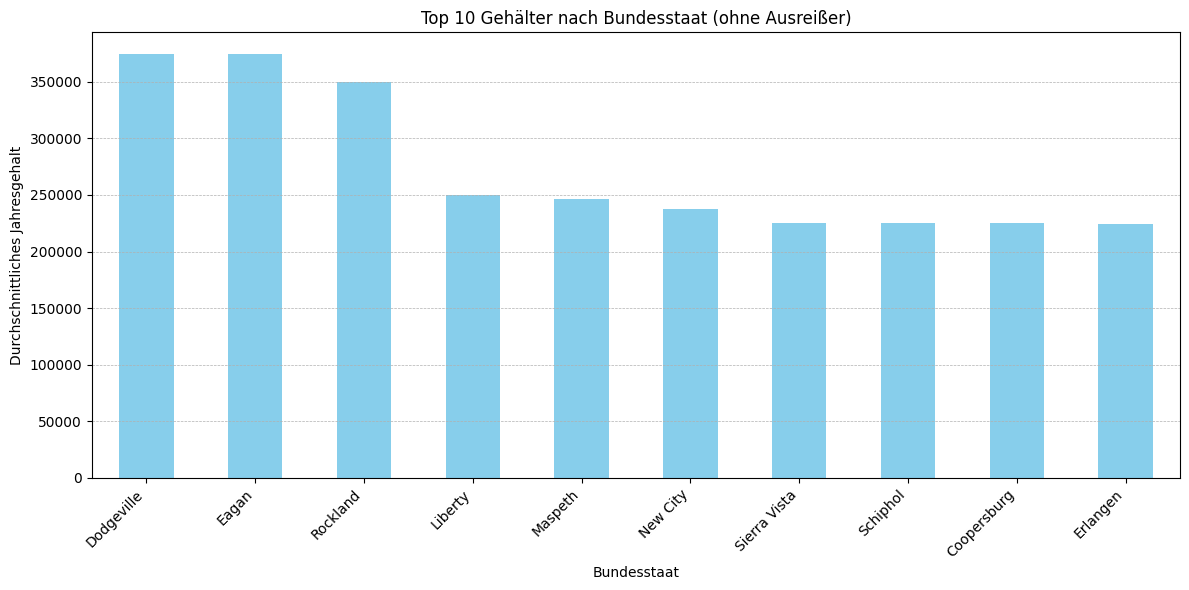 Top 10 Gehälter nach Bundesstaat (ohne Ausreißer)
Durchschnittliches Jahresgehalt
350000
300000
250000
200000
150000
100000
50000
0
Dodgeville
Eagan
Rockland
Liberty
Maspeth
New City
Sierra Vista
Schiphol
Coopersburg
Erlangen
Bundesstaat